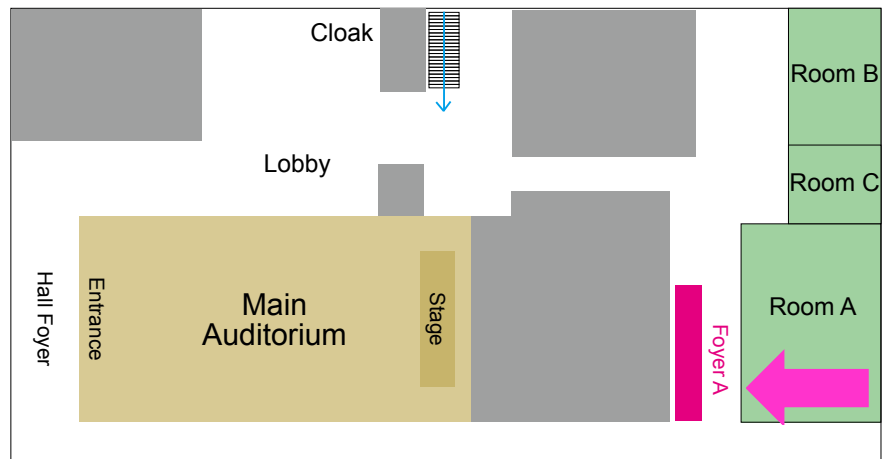 Cloak
Room B
Lobby
Room C
Hall Foyer
Entrance
Main
Auditorium
Stage
Foyer A
Room A